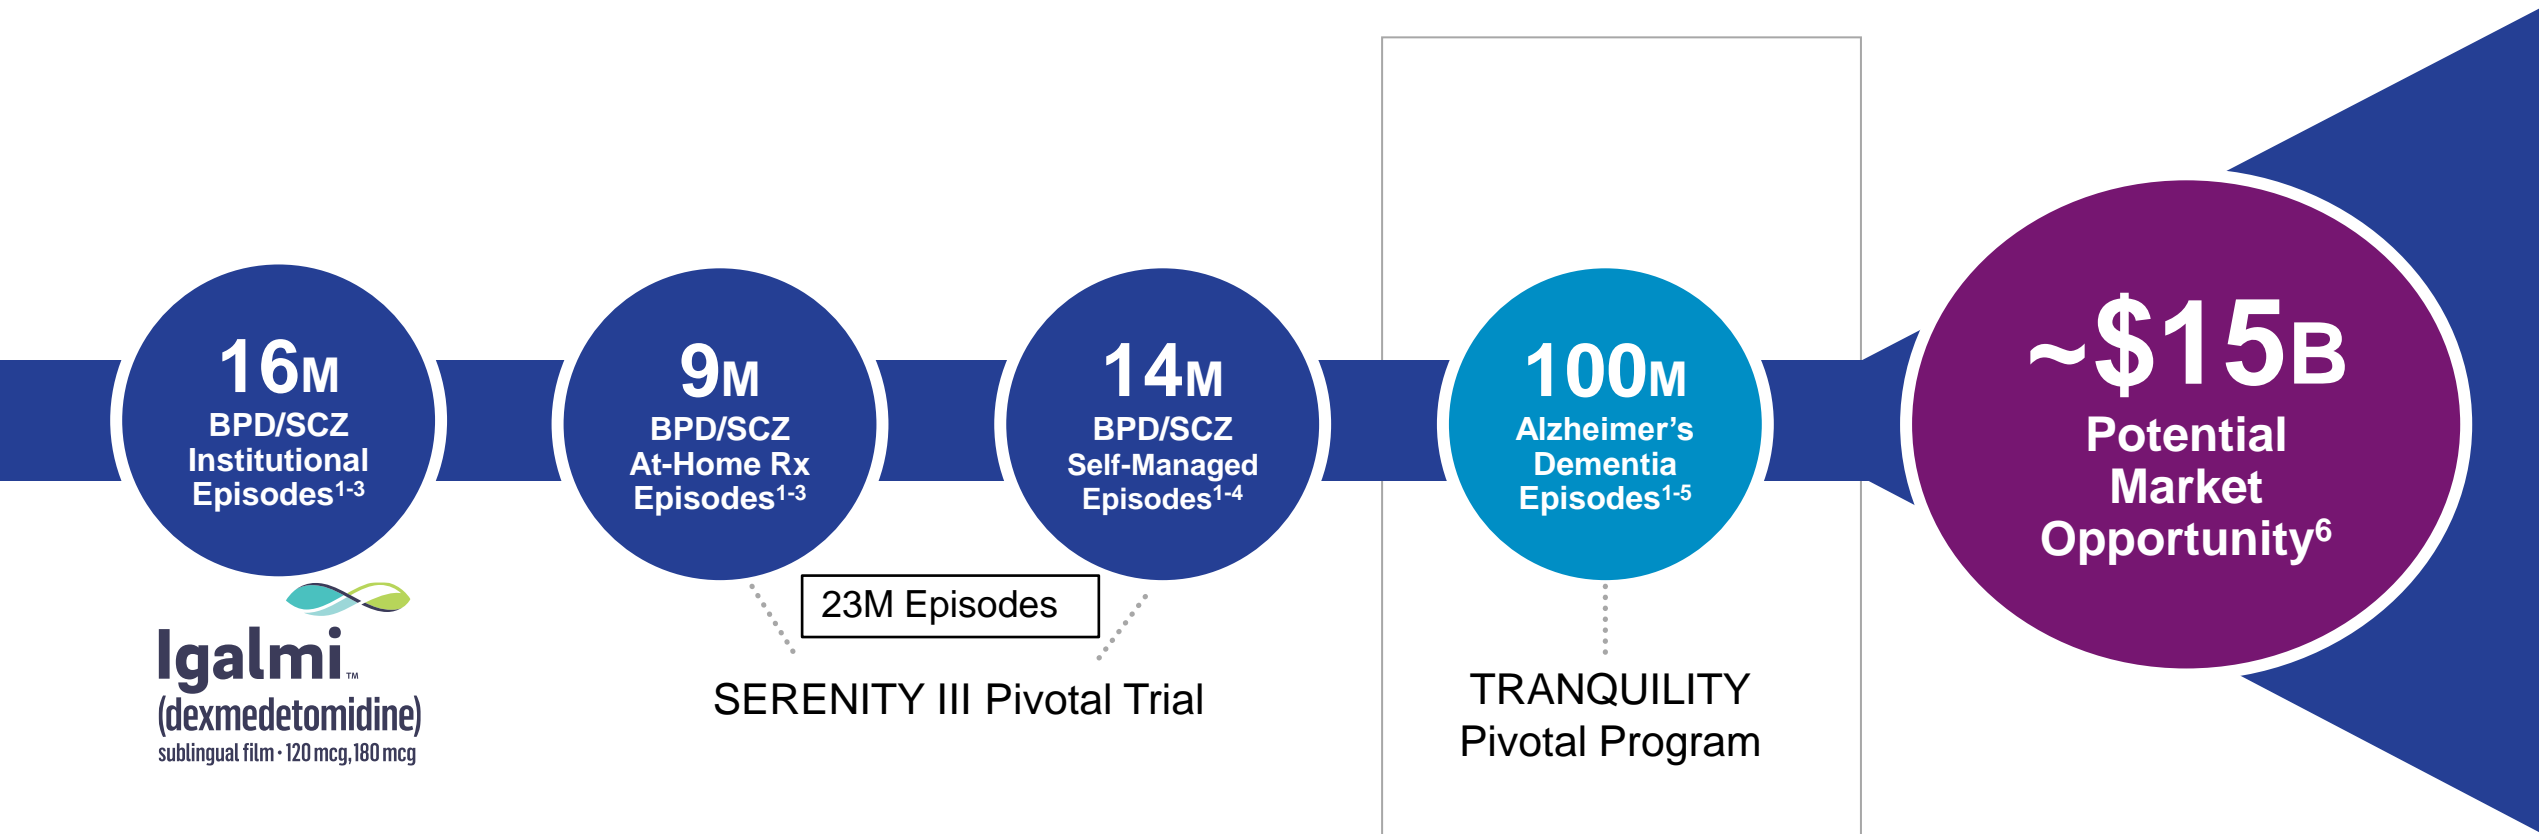 16M
BPD/SCZ
Institutional
Episodes1-3
9M
BPD/SCZ
At-Home Rx
Episodes1-3
14M
BPD/SCZ
Self-Managed
Episodes1-4
100M
Alzheimer’s
Dementia
Episodes1-5
~$15B
Potential
Market
Opportunity6
Igalmi™
(dexmedetomidine)
sublingual film · 120 mcg, 180 mcg
23M Episodes
SERENITY III Pivotal Trial
TRANQUILITY
Pivotal Program